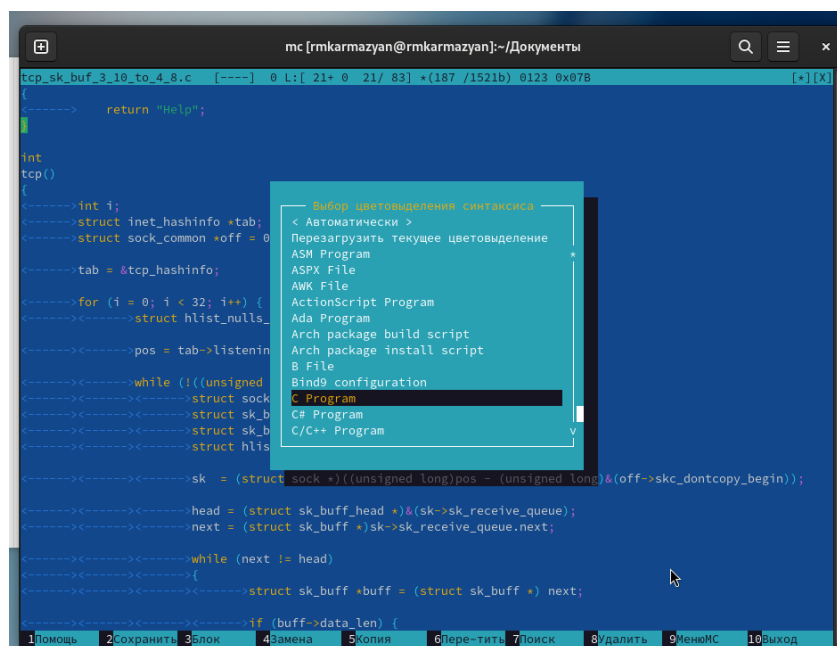 mc [rmkarmazyan@rmkarmazyan]:~/Документы
tcp_sk_buf_3_10_to_4_8.c [----] 0 L:[ 21+ 0 21/ 83] *(187 /1521b) 0123 0x07B [*][X]
{
<------> return "Help";
}
int
tcp()
{
<------>int i;
<------>struct inet_hashinfo *tab;
<------>struct sock_common *off = 0
<------>tab = &tcp_hashinfo;
<------>for (i = 0; i < 32; i++) {
<------><------>struct hlist_nulls_
<------><------>pos = tab->listenin
<------><------>while (!((unsigned
<------><------><------>struct sock
<------><------><------>struct sk_b
<------><------><------>struct sk_b
<------><------><------>struct hlis
<------><------><------>sk = (struct sock *)((unsigned long)pos - (unsigned long)&(off->skc_dontcopy_begin));
<------><------><------>head = (struct sk_buff_head *)&(sk->sk_receive_queue);
<------><------><------>next = (struct sk_buff *)sk->sk_receive_queue.next;
<------><------><------>while (next != head)
<------><------><------>{
<------><------><------><------>struct sk_buff *buff = (struct sk_buff *) next;
<------><------><------><------>if (buff->data_len) {
Выбор цветовыделения синтаксиса
< Автоматически >
Перезагрузить текущее цветовыделение
ASM Program
ASPX File
AWK File
ActionScript Program
Ada Program
Arch package build script
Arch package install script
B File
Bind9 configuration
C Program
C# Program
C/C++ Program
1Помощь 2Сохранить 3Блок 4Замена 5Копия 6Пере~тить 7Поиск 8Удалить 9МенюМС 10Выход